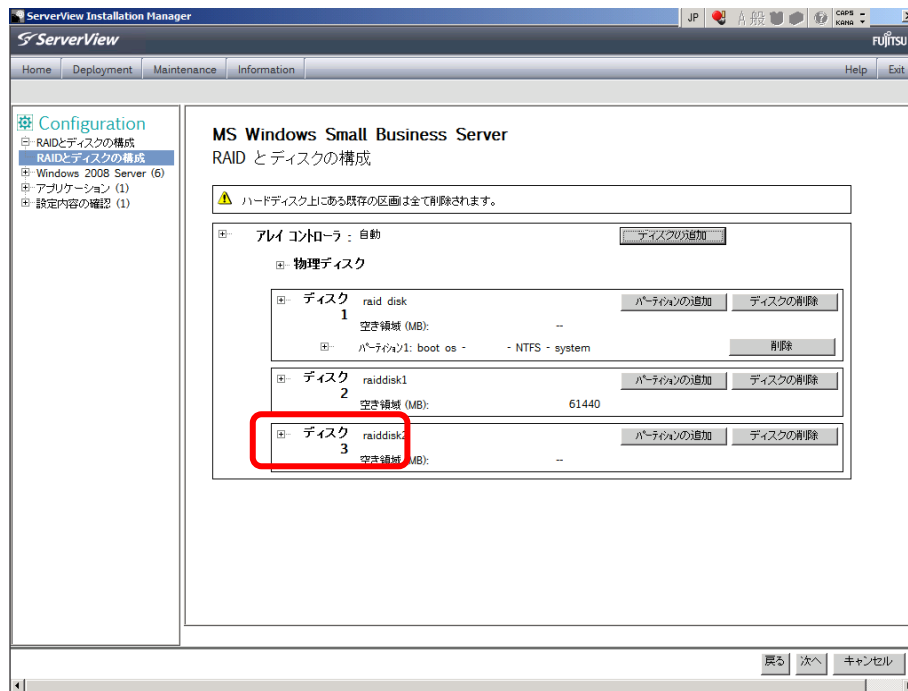 ServerView Installation Manager
JP
A 般
CAPS
KANA
ServerView
FUJITSU
Home Deployment Maintenance Information Help Exit
Configuration
RAIDとディスクの構成
RAIDとディスクの構成
Windows 2008 Server (6)
アプリケーション (1)
設定内容の確認 (1)
MS Windows Small Business Server
RAID とディスクの構成
ハードディスク上にある既存の区画は全て削除されます。
アレイ コントローラ : 自動 ディスクの追加
物理ディスク
ディスク 1 raid disk パーティションの追加 ディスクの削除
空き領域 (MB): --
パーティション1: boot os - - NTFS - system 削除
ディスク 2 raiddisk1 パーティションの追加 ディスクの削除
空き領域 (MB): 61440
ディスク 3 raiddisk2 パーティションの追加 ディスクの削除
空き領域 (MB): --
戻る 次へ キャンセル